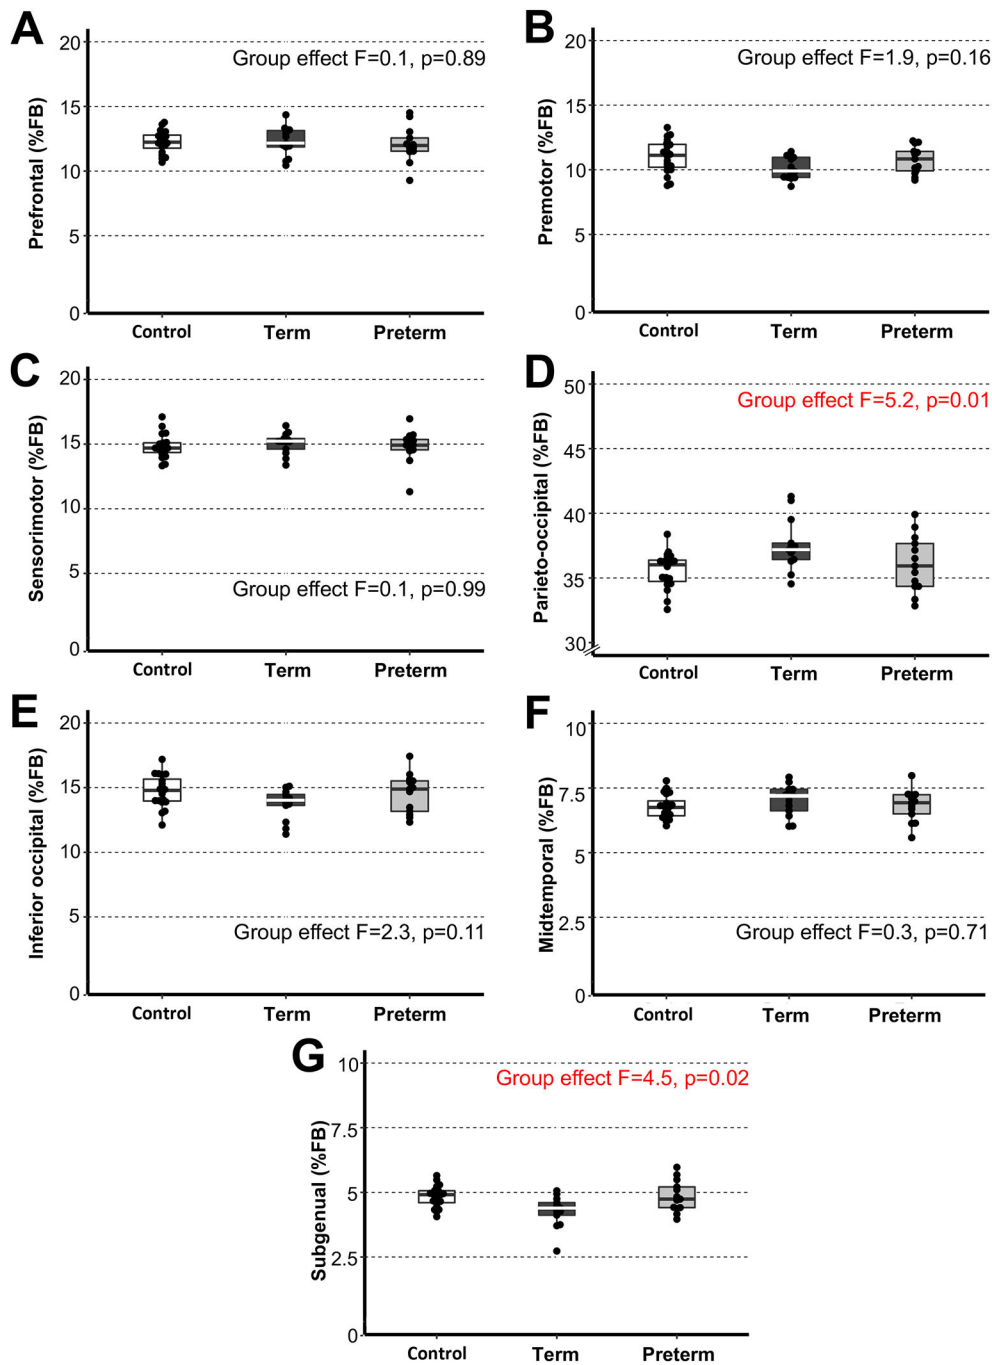 A
Group effect F=0.1, p=0.89
Prefrontal (%FB)
20
15
10
5
0
Control Term Preterm
B
Group effect F=1.9, p=0.16
Premotor (%FB)
20
15
10
5
0
Control Term Preterm
C
Sensorimotor (%FB)
20
15
10
5
0
Group effect F=0.1, p=0.99
Control Term Preterm
D
Group effect F=5.2, p=0.01
Parieto-occipital (%FB)
50
45
40
35
30
Control Term Preterm
E
Inferior occipital (%FB)
20
15
10
5
0
Group effect F=2.3, p=0.11
Control Term Preterm
F
Midtemporal (%FB)
10
7.5
5
2.5
0
Group effect F=0.3, p=0.71
Control Term Preterm
G
Group effect F=4.5, p=0.02
Subgenual (%FB)
10
7.5
5
2.5
0
Control Term Preterm